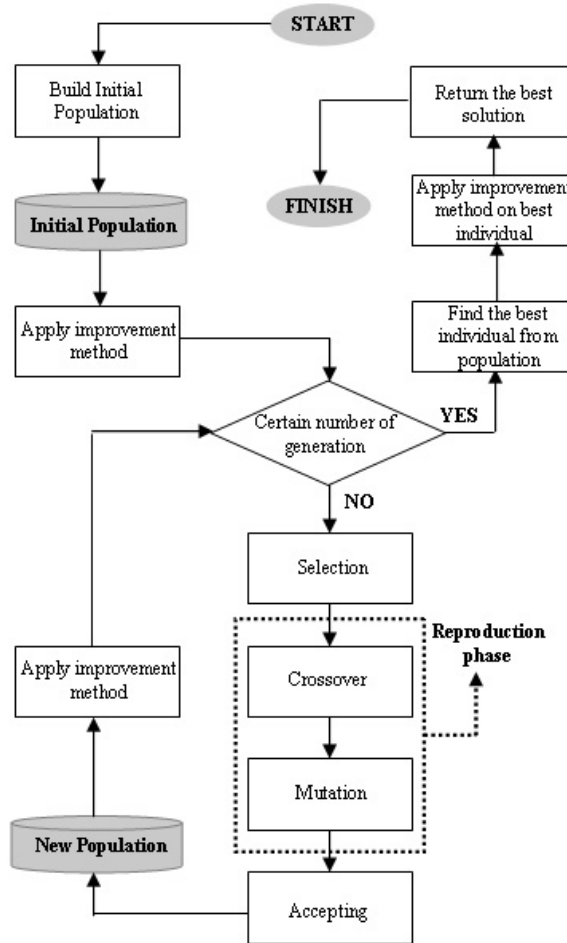 START
Build Initial
Population
Initial Population
Apply improvement
method
Certain number of
generation
YES
Find the best
individual from
population
Apply improvement
method on best
individual
Return the best
solution
FINISH
NO
Selection
Reproduction
phase
Crossover
Mutation
Accepting
New Population
Apply improvement
method